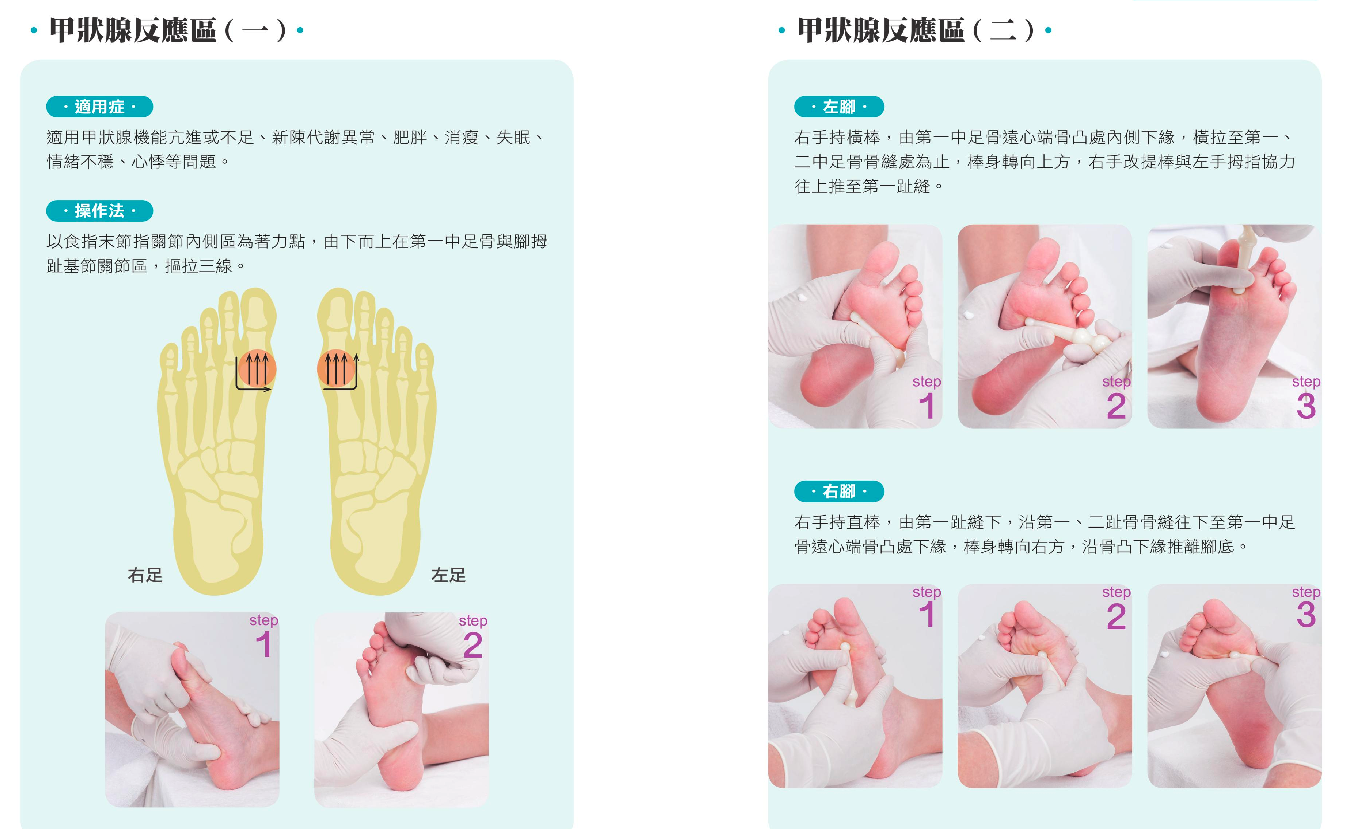 ·甲狀腺反應區(一)·
·適用症·
適用甲狀腺機能亢進或不足、新陳代謝異常、肥胖、消瘦、失眠、
情緒不穩、心悸等問題。
·操作法·
以食指末節指關節內側區為著力點，由下而上在第一中足骨與腳拇
趾基節關節區，摳拉三線。
右足
左足
step
1
step
2
·甲狀腺反應區(二)·
·左腳·
右手持橫棒，由第一中足骨遠心端骨凸處內側下緣，橫拉至第一、
二中足骨骨縫處為止，棒身轉向上方，右手改提棒與左手拇指協力
往上推至第一趾縫。
step
1
step
2
step
3
·右腳·
右手持直棒，由第一趾縫下，沿第一、二趾骨骨縫往下至第一中足
骨遠心端骨凸處下緣，棒身轉向右方，沿骨凸下緣推離腳底。
step
1
step
2
step
3